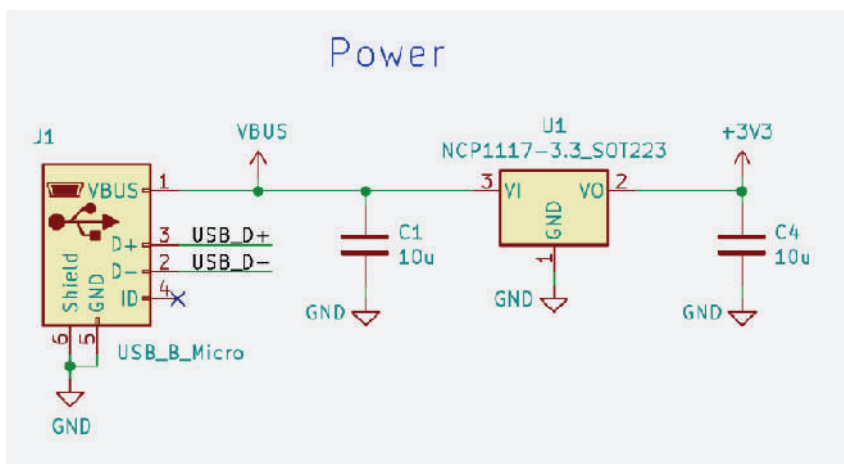 Power
J1
VBUS
U1
NCP1117-3.3_SOT223
+3V3
VBUS
1
D+
3
USB_D+
D-
2
USB_D-
ID
4
Shield
GND
6
5
USB_B_Micro
GND
C1
10u
GND
3
VI
VO
2
GND
1
GND
C4
10u
GND